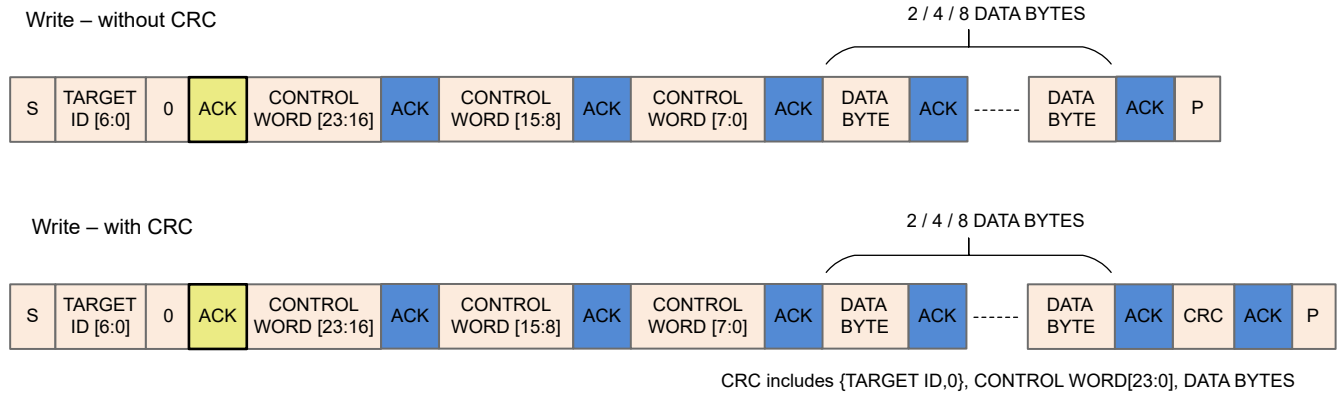 Write – without CRC
2 / 4 / 8 DATA BYTES
S TARGET ID [6:0] 0 ACK CONTROL WORD [23:16] ACK CONTROL WORD [15:8] ACK CONTROL WORD [7:0] ACK DATA BYTE ACK ------ DATA BYTE ACK P
Write – with CRC
2 / 4 / 8 DATA BYTES
S TARGET ID [6:0] 0 ACK CONTROL WORD [23:16] ACK CONTROL WORD [15:8] ACK CONTROL WORD [7:0] ACK DATA BYTE ACK ------ DATA BYTE ACK CRC ACK P
CRC includes {TARGET ID,0}, CONTROL WORD[23:0], DATA BYTES